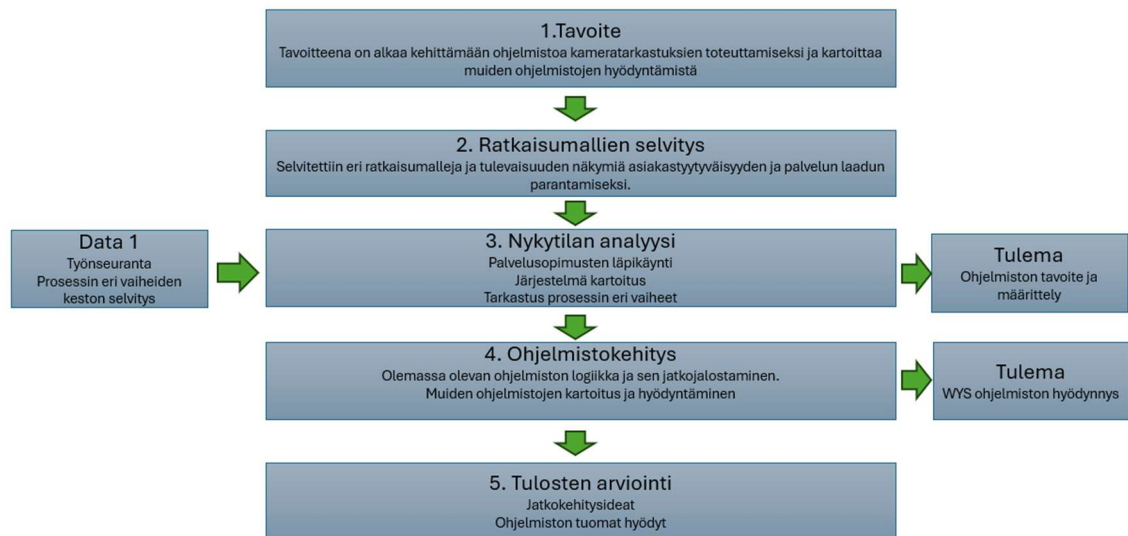 1.Tavoite
Tavoitteena on alkaa kehittämään ohjelmistoa kameratarkastuksien toteuttamiseksi ja kartoittaa
muiden ohjelmistojen hyödyntämistä
2. Ratkaisumallien selvitys
Selvitettiin eri ratkaisumalleja ja tulevaisuuden näkymiä asiakastyytyväisyyden ja palvelun laadun
parantamiseksi.
Data 1
Työnseuranta
Prosessin eri vaiheiden
keston selvitys
3. Nykytilan analyysi
Palvelusopimusten läpikäynti
Järjestelmä kartoitus
Tarkastus prosessin eri vaiheet
Tulema
Ohjelmiston tavoite ja
määrittely
4. Ohjelmistokehitys
Olemassa olevan ohjelmiston logiikka ja sen jatkojalostaminen.
Muiden ohjelmistojen kartoitus ja hyödyntäminen
Tulema
WYS ohjelmiston hyödynnys
5. Tulosten arviointi
Jatkokehitysideat
Ohjelmiston tuomat hyödyt